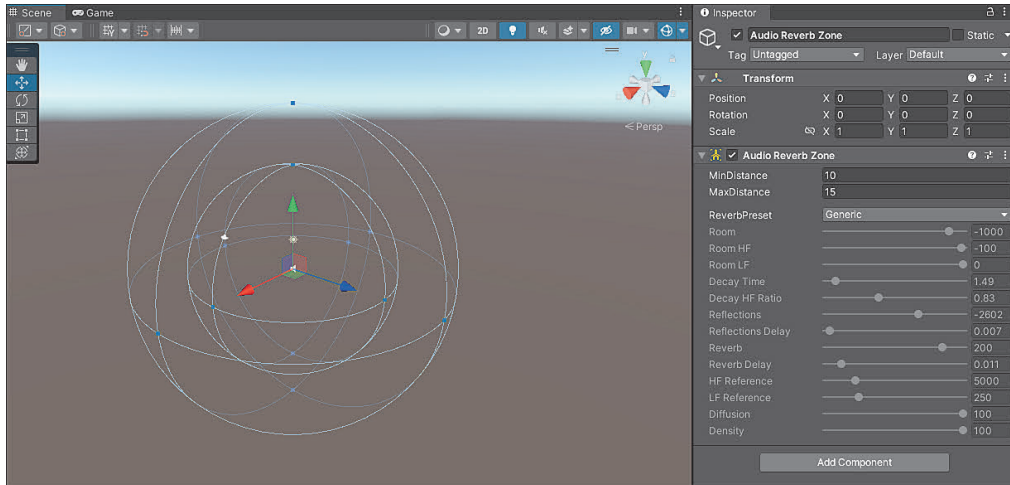 Scene Game
2D
y
Persp
Inspector
Audio Reverb Zone Static
Tag Untagged Layer Default
Transform
Position X 0 Y 0 Z 0
Rotation X 0 Y 0 Z 0
Scale X 1 Y 1 Z 1
Audio Reverb Zone
MinDistance 10
MaxDistance 15
ReverbPreset Generic
Room -1000
Room HF -100
Room LF 0
Decay Time 1.49
Decay HF Ratio 0.83
Reflections -2602
Reflections Delay 0.007
Reverb 200
Reverb Delay 0.011
HF Reference 5000
LF Reference 250
Diffusion 100
Density 100
Add Component